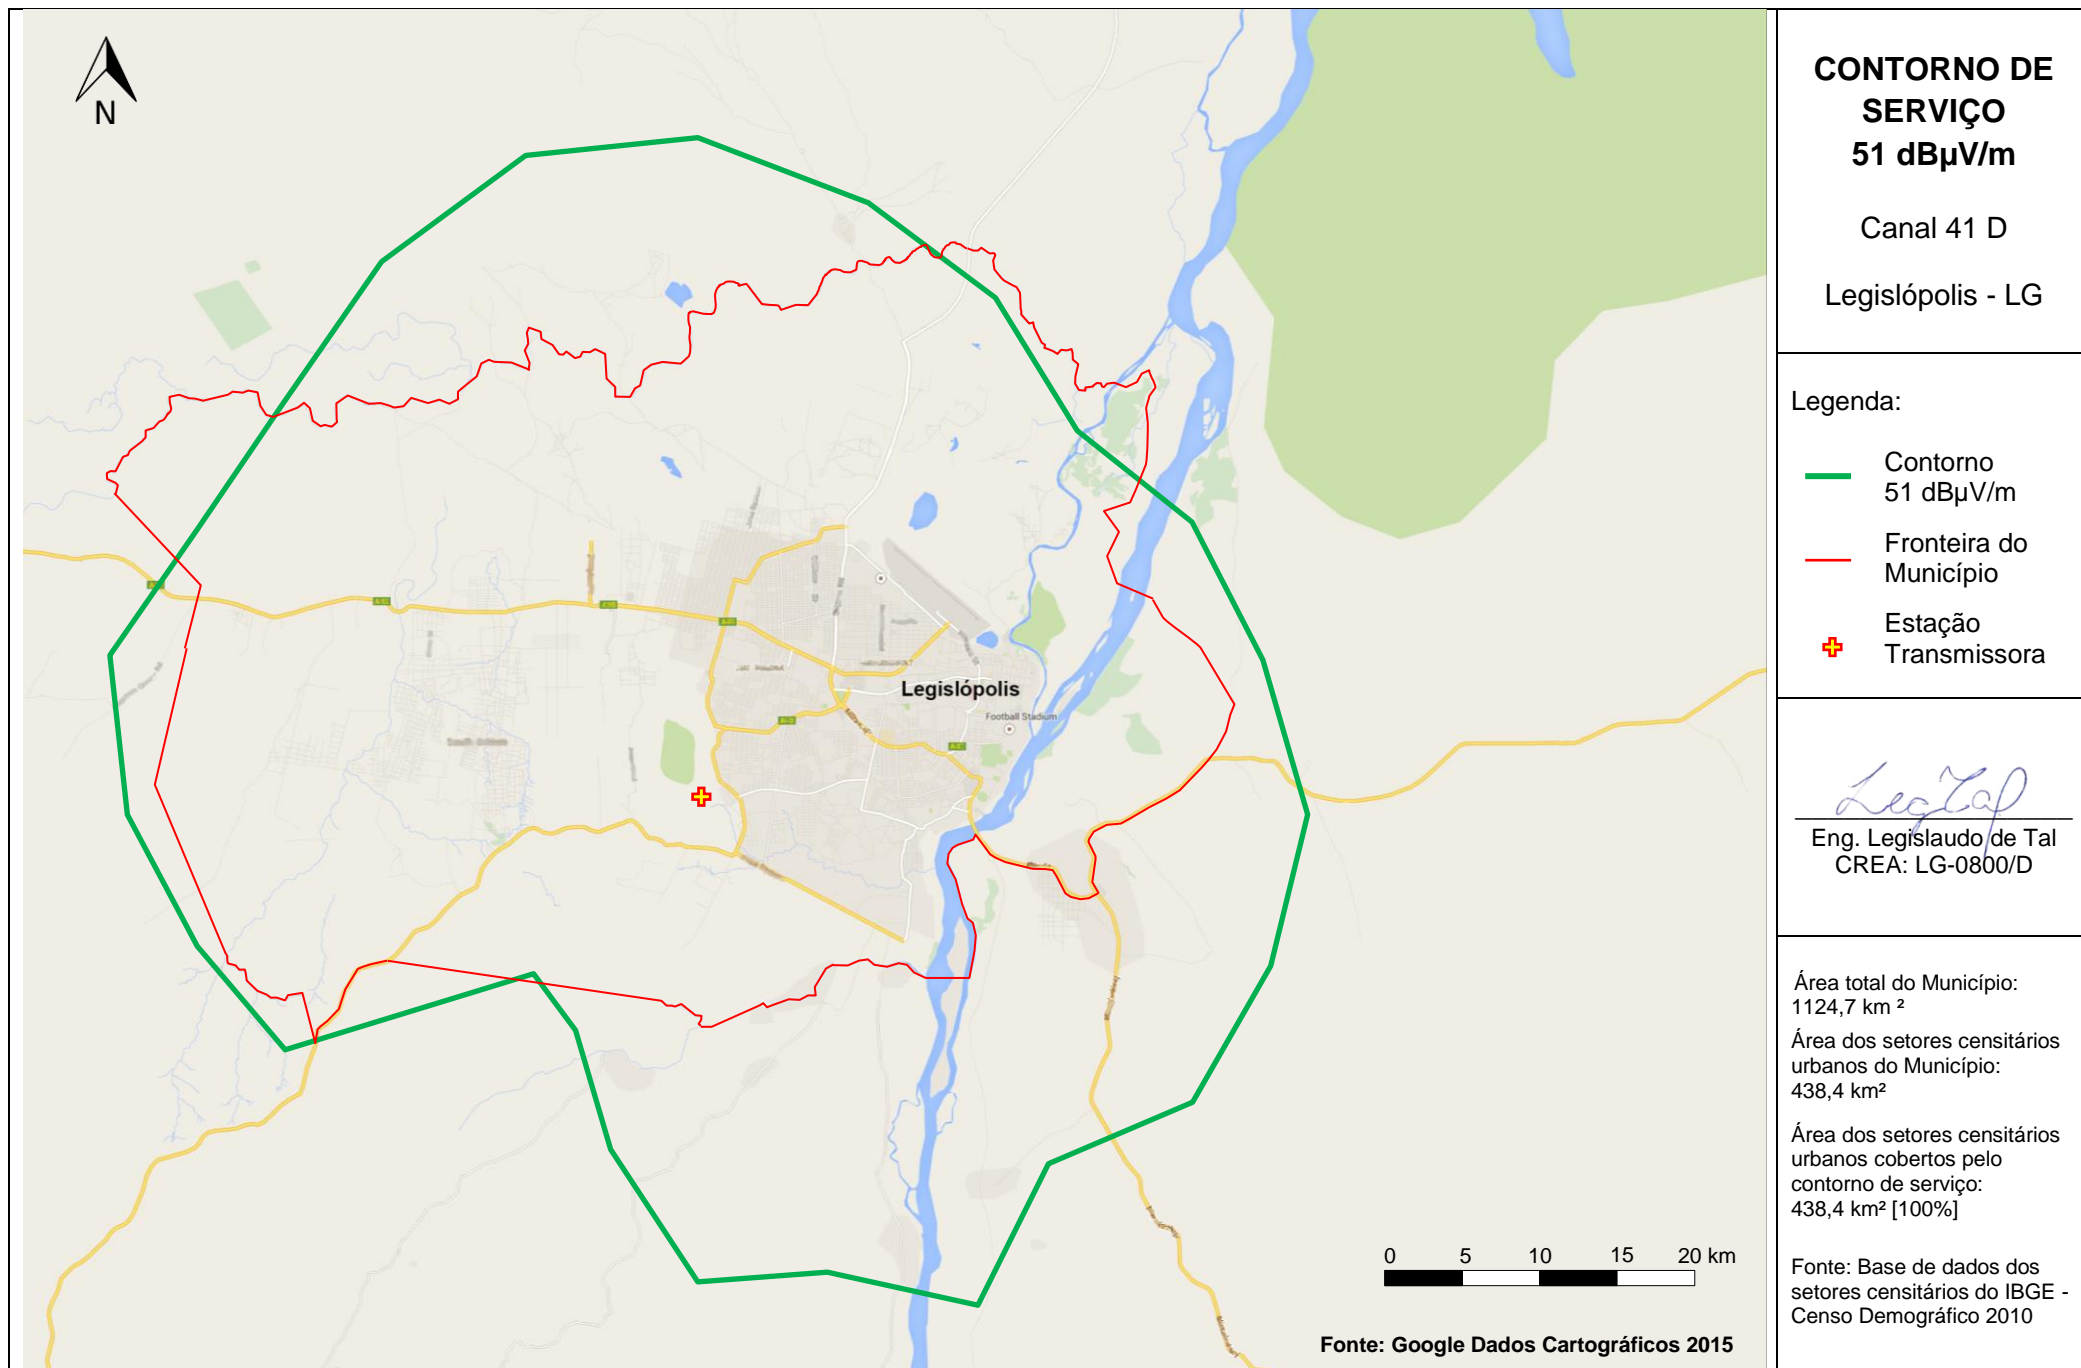 N
Legislópolis
Football Stadium
0 5 10 15 20 km
Fonte: Google Dados Cartográficos 2015
CONTORNO DE
SERVIÇO
51 dBµV/m
Canal 41 D
Legislópolis - LG
Legenda:
Contorno
51 dBµV/m
Fronteira do
Município
Estação
Transmissora
Eng. Legislaudo de Tal
CREA: LG-0800/D
Área total do Município:
1124,7 km ²
Área dos setores censitários
urbanos do Município:
438,4 km²
Área dos setores censitários
urbanos cobertos pelo
contorno de serviço:
438,4 km² [100%]
Fonte: Base de dados dos
setores censitários do IBGE -
Censo Demográfico 2010